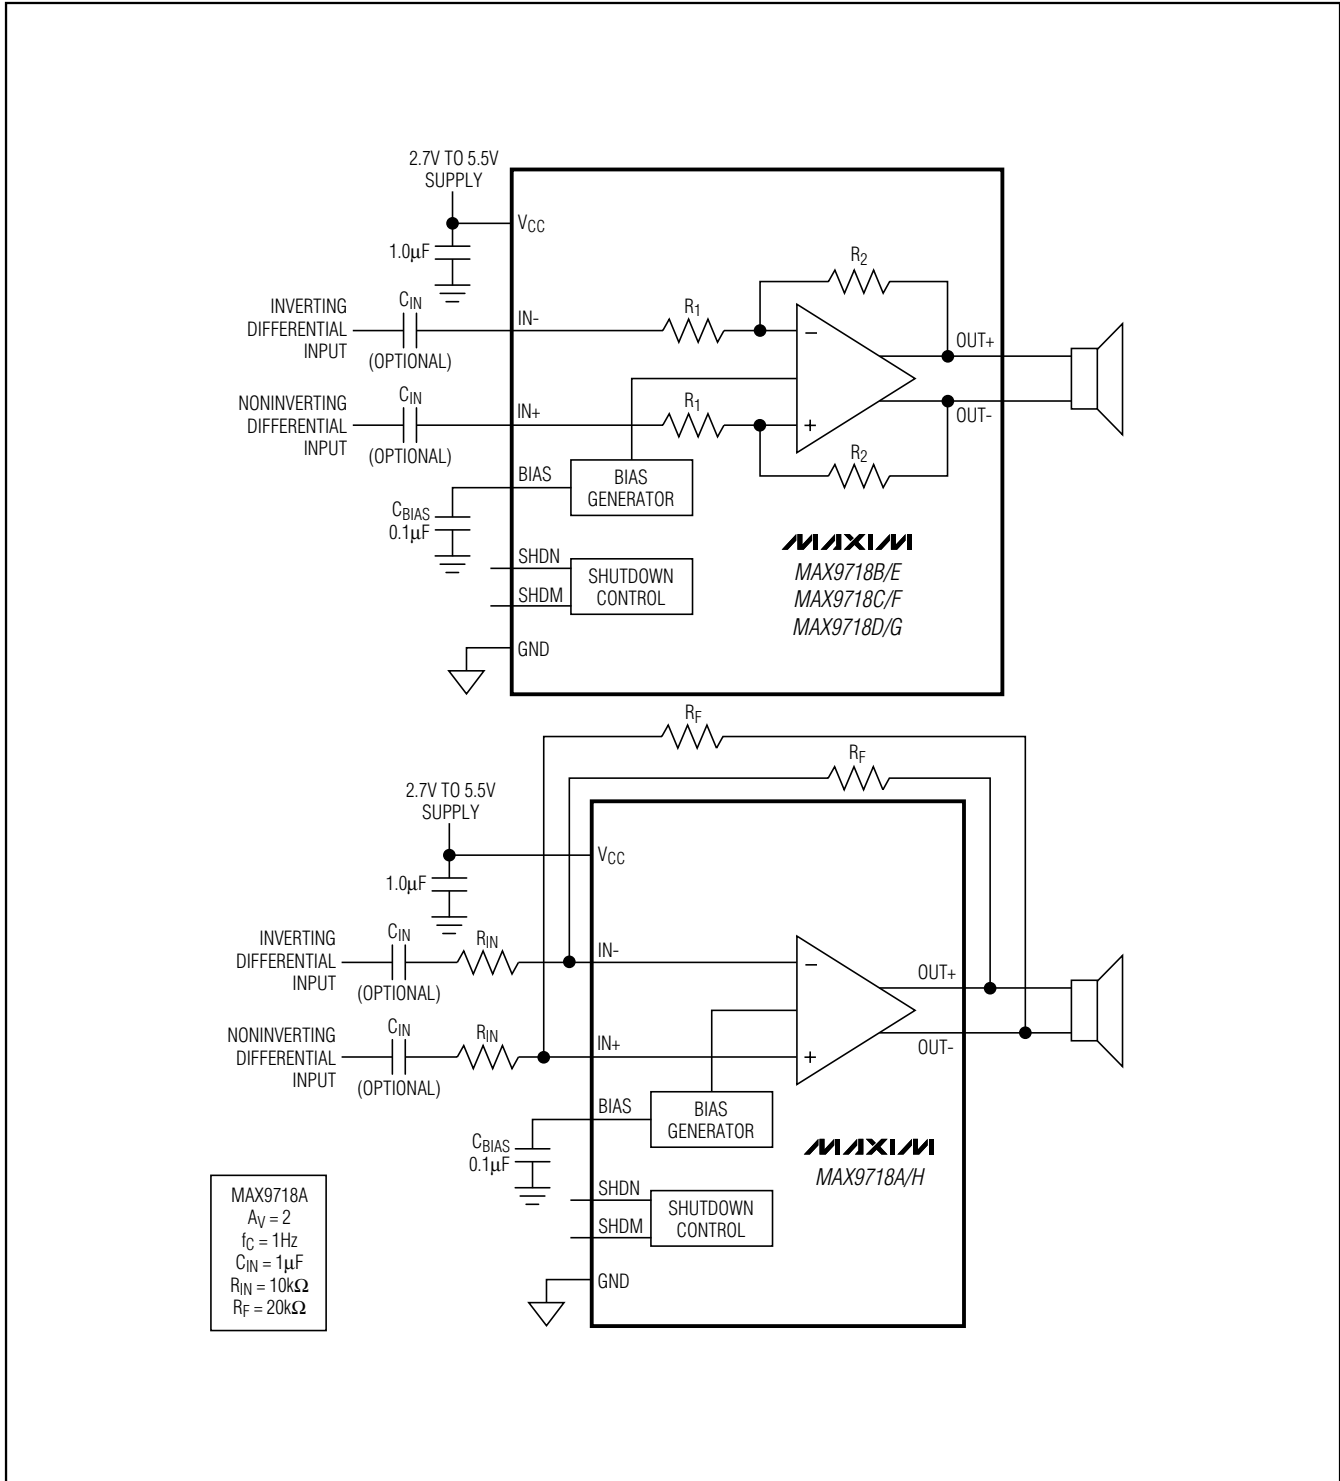 2.7V TO 5.5V
SUPPLY
VCC
1.0µF
R2
INVERTING
DIFFERENTIAL
INPUT
CIN
(OPTIONAL)
IN-
R1
−
OUT+
NONINVERTING
DIFFERENTIAL
INPUT
CIN
(OPTIONAL)
IN+
R1
+
OUT-
R2
BIAS
BIAS
GENERATOR
CBIAS
0.1µF
SHDN
SHDM
SHUTDOWN
CONTROL
GND
MAXIM
MAX9718B/E
MAX9718C/F
MAX9718D/G
RF
RF
2.7V TO 5.5V
SUPPLY
VCC
1.0µF
INVERTING
DIFFERENTIAL
INPUT
CIN
(OPTIONAL)
RIN
IN-
−
OUT+
NONINVERTING
DIFFERENTIAL
INPUT
CIN
(OPTIONAL)
RIN
IN+
+
OUT-
BIAS
BIAS
GENERATOR
CBIAS
0.1µF
SHDN
SHDM
SHUTDOWN
CONTROL
GND
MAXIM
MAX9718A/H
MAX9718A
AV = 2
fC = 1Hz
CIN = 1µF
RIN = 10kΩ
RF = 20kΩ